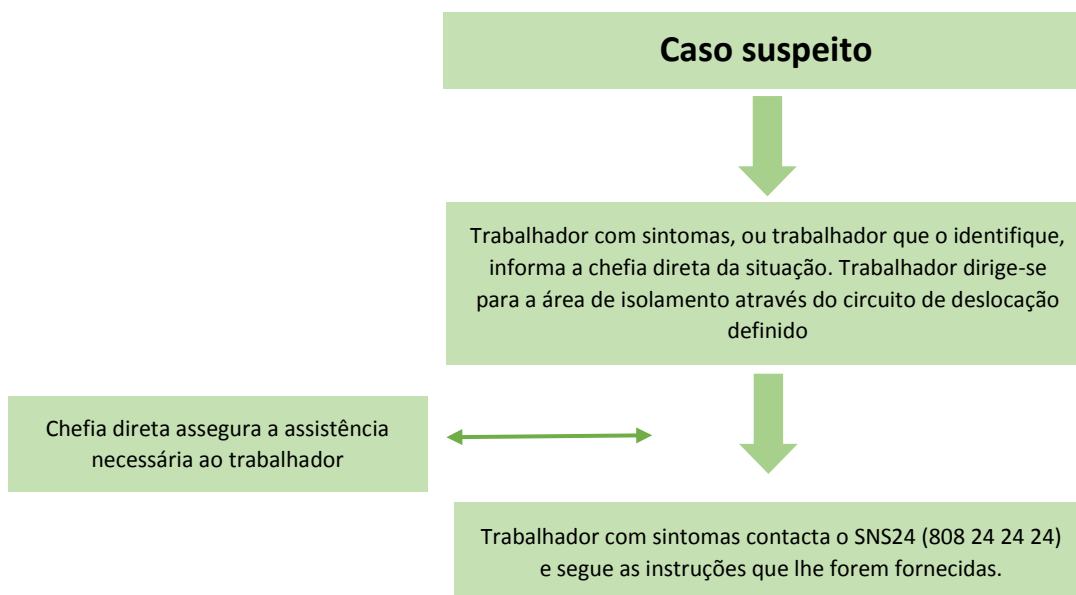 Caso suspeito
Trabalhador com sintomas, ou trabalhador que o identifique,
informa a chefia direta da situação. Trabalhador dirige-se
para a área de isolamento através do circuito de deslocação
definido
Chefia direta assegura a assistência
necessária ao trabalhador
Trabalhador com sintomas contacta o SNS24 (808 24 24 24)
e segue as instruções que lhe forem fornecidas.